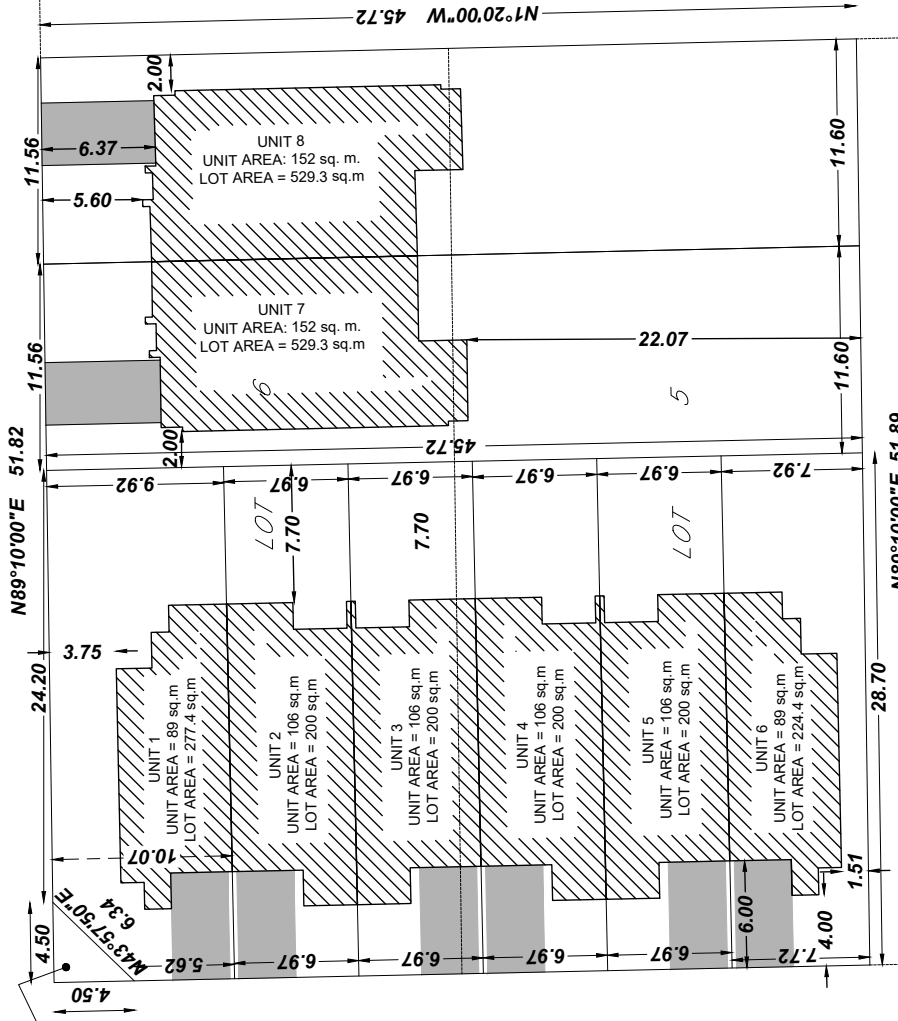 N1°20'00"W 45.72
2.00
11.56
6.37
11.60
UNIT 8
UNIT AREA: 152 sq. m.
LOT AREA = 529.3 sq.m
5.60
N89°10'00"E 51.82
UNIT 7
UNIT AREA: 152 sq. m.
LOT AREA = 529.3 sq.m
22.07
11.56
11.60
6
5
45.72
2.00
9.92
6.97
6.97
6.97
6.97
7.92
LOT
7.70
7.70
LOT
3.75
24.20
28.70
UNIT 1
UNIT AREA = 89 sq.m
LOT AREA = 277.4 sq.m
UNIT 2
UNIT AREA = 106 sq.m
LOT AREA = 200 sq.m
UNIT 3
UNIT AREA = 106 sq.m
LOT AREA = 200 sq.m
UNIT 4
UNIT AREA = 106 sq.m
LOT AREA = 200 sq.m
UNIT 5
UNIT AREA = 106 sq.m
LOT AREA = 200 sq.m
UNIT 6
UNIT AREA = 89 sq.m
LOT AREA = 224.4 sq.m
N89°10'00"E 51.89
10.07
1.51
N43°57'50"E
6.34
4.50
6.00
4.00
5.62
6.97
6.97
6.97
6.97
7.72
4.50